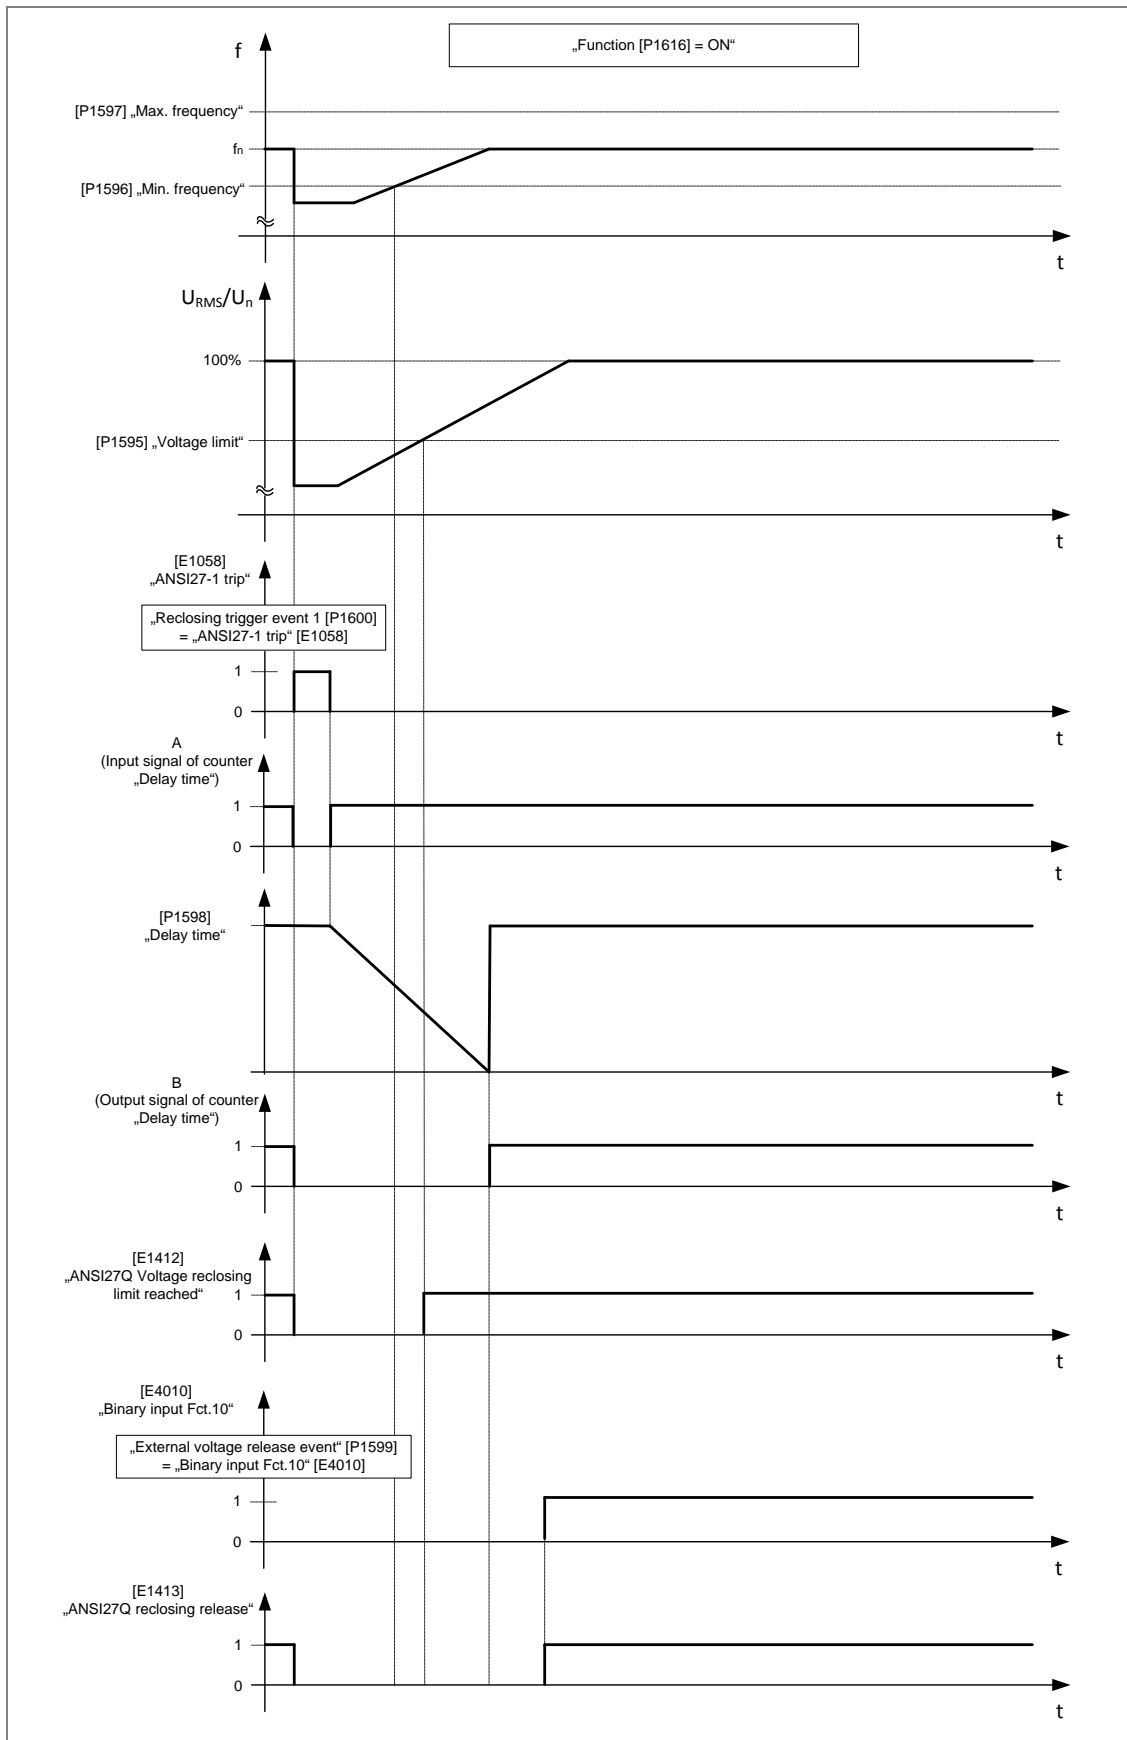 f
„Function [P1616] = ON“
[P1597] „Max. frequency“
fn
[P1596] „Min. frequency“
t
URMS/Un
100%
[P1595] „Voltage limit“
t
[E1058]
„ANSI27-1 trip“
„Reclosing trigger event 1 [P1600]
= „ANSI27-1 trip“ [E1058]
1
0
t
A
(Input signal of counter
„Delay time“)
1
0
t
[P1598]
„Delay time“
t
B
(Output signal of counter
„Delay time“)
1
0
t
[E1412]
„ANSI27Q Voltage reclosing
limit reached“
1
0
t
[E4010]
„Binary input Fct.10“
„External voltage release event“ [P1599]
= „Binary input Fct.10“ [E4010]
1
0
t
[E1413]
„ANSI27Q reclosing release“
1
0
t